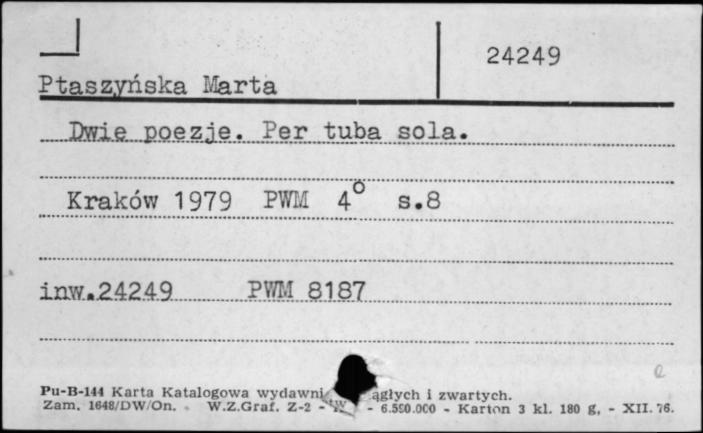 24249
Ptaszyńska Marta
Dwie poezje. Per tuba sola.
Kraków 1979 PWM 4° s.8
inw.24249 PWM 8187
Pu-B-144 Karta Katalogowa wydawni ągłych i zwartych.
Zam. 1648/DW/On. - W.Z.Graf. Z-2 - - 6.550.000 - Karton 3 kl. 180 g, - XII. 76.